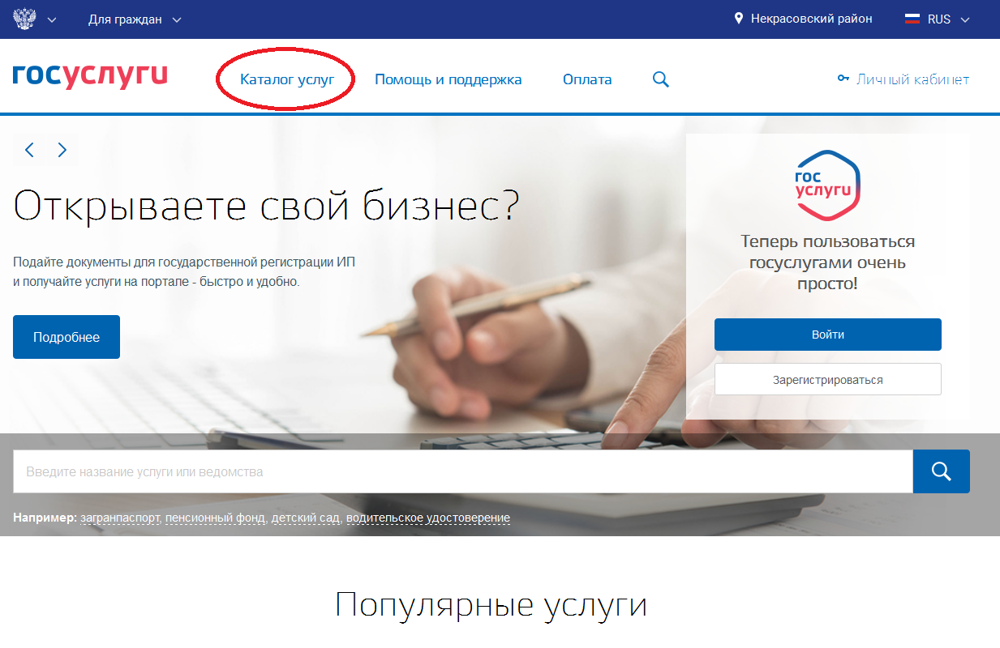 Для граждан
Некрасовский район
RUS
госуслуги
Каталог услуг
Помощь и поддержка
Оплата
Личный кабинет
Открываете свой бизнес?
Подайте документы для государственной регистрации ИП
и получайте услуги на портале - быстро и удобно.
Подробнее
гос
услуги
Теперь пользоваться
госуслугами очень
просто!
Войти
Зарегистрироваться
Введите название услуги или ведомства
Например: загранпаспорт, пенсионный фонд, детский сад, водительское удостоверение
Популярные услуги